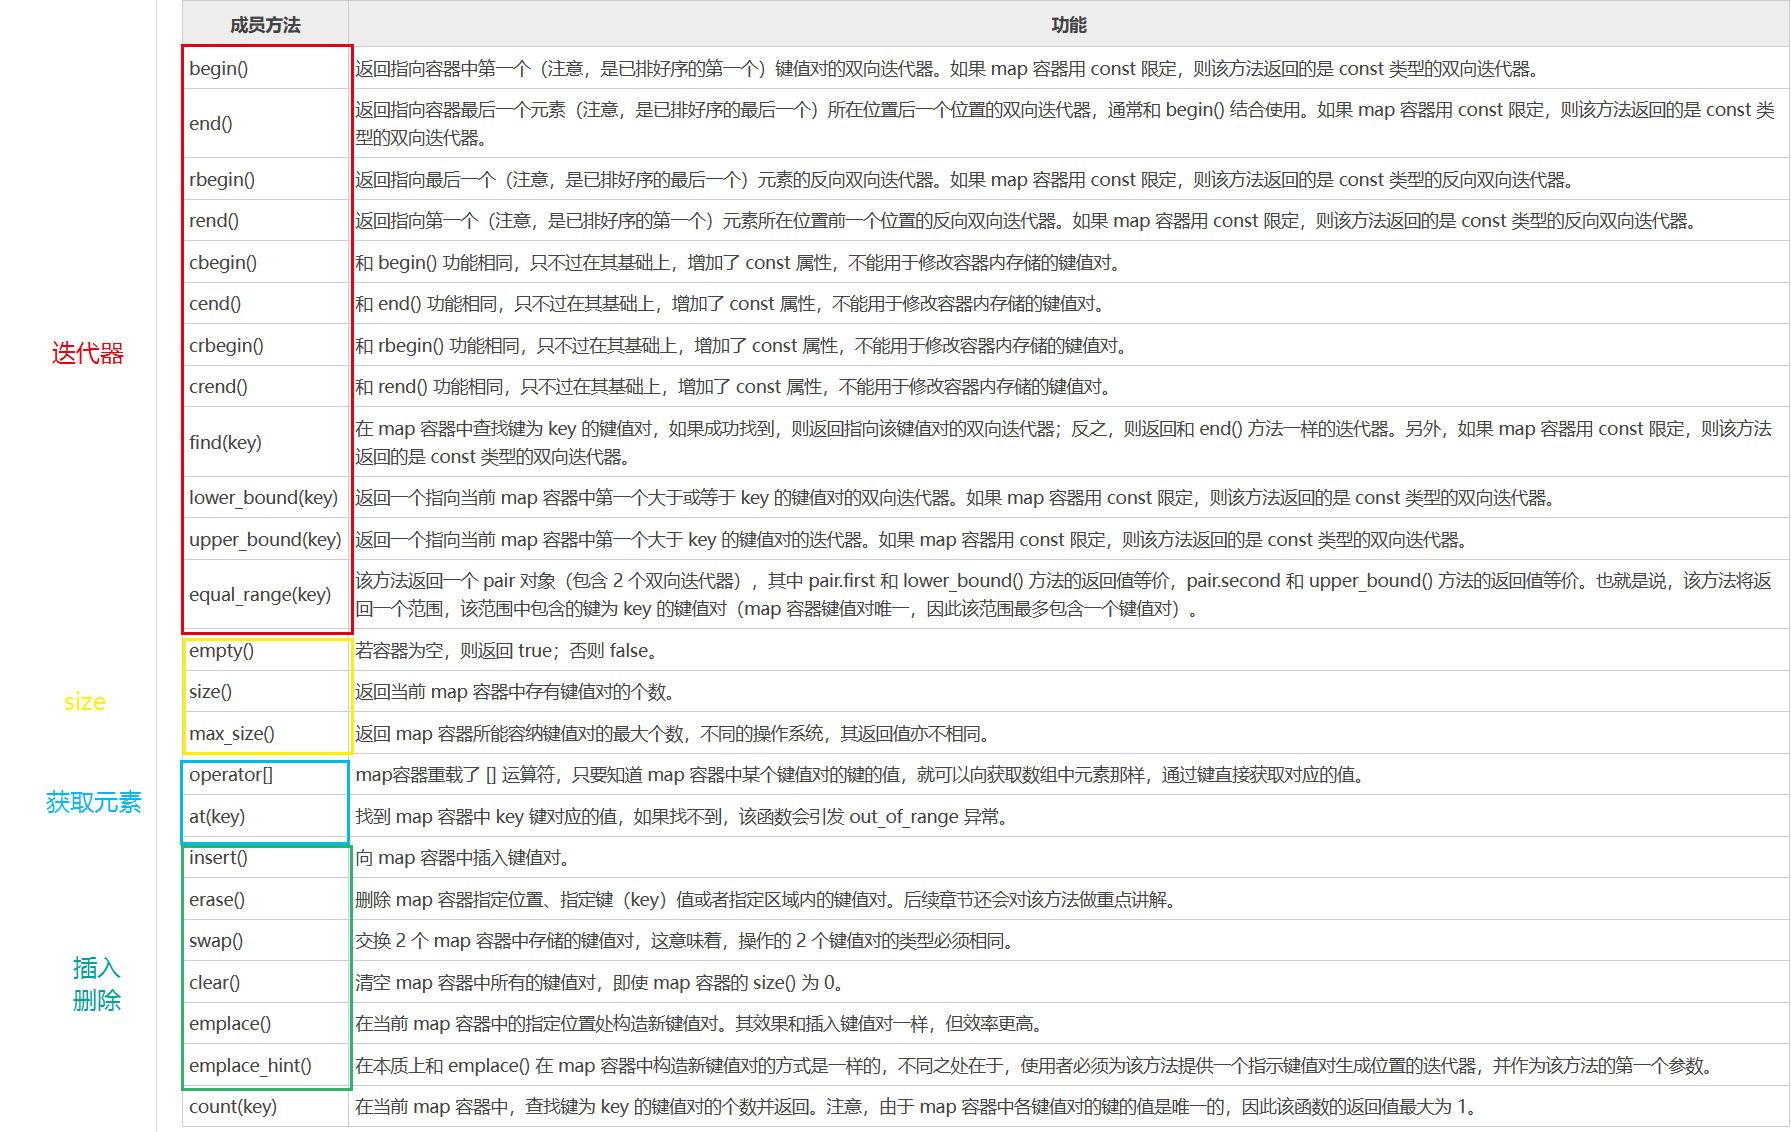 成员方法 功能
begin() 返回指向容器中第一个（注意，是已排好序的第一个）键值对的双向迭代器。如果 map 容器用 const 限定，则该方法返回的是 const 类型的双向迭代器。
end() 返回指向容器最后一个元素（注意，是已排好序的最后一个）所在位置后一个位置的双向迭代器，通常和 begin() 结合使用。如果 map 容器用 const 限定，则该方法返回的是 const 类
型的双向迭代器。
rbegin() 返回指向最后一个（注意，是已排好序的最后一个）元素的反向双向迭代器。如果 map 容器用 const 限定，则该方法返回的是 const 类型的反向双向迭代器。
rend() 返回指向第一个（注意，是已排好序的第一个）元素所在位置前一个位置的反向双向迭代器。如果 map 容器用 const 限定，则该方法返回的是 const 类型的反向双向迭代器。
cbegin() 和 begin() 功能相同，只不过在其基础上，增加了 const 属性，不能用于修改容器内存储的键值对。
cend() 和 end() 功能相同，只不过在其基础上，增加了 const 属性，不能用于修改容器内存储的键值对。
迭代器
crbegin() 和 rbegin() 功能相同，只不过在其基础上，增加了 const 属性，不能用于修改容器内存储的键值对。
crend() 和 rend() 功能相同，只不过在其基础上，增加了 const 属性，不能用于修改容器内存储的键值对。
find(key) 在 map 容器中查找键为 key 的键值对，如果成功找到，则返回指向该键值对的双向迭代器；反之，则返回和 end() 方法一样的迭代器。另外，如果 map 容器用 const 限定，则该方法
返回的是 const 类型的双向迭代器。
lower_bound(key) 返回一个指向当前 map 容器中第一个大于或等于 key 的键值对的双向迭代器。如果 map 容器用 const 限定，则该方法返回的是 const 类型的双向迭代器。
upper_bound(key) 返回一个指向当前 map 容器中第一个大于 key 的键值对的迭代器。如果 map 容器用 const 限定，则该方法返回的是 const 类型的双向迭代器。
equal_range(key) 该方法返回一个 pair 对象（包含 2 个双向迭代器），其中 pair.first 和 lower_bound() 方法的返回值等价，pair.second 和 upper_bound() 方法的返回值等价。也就是说，该方法将返
回一个范围，该范围中包含的键为 key 的键值对（map 容器键值对唯一，因此该范围最多包含一个键值对）。
empty() 若容器为空，则返回 true；否则 false。
size
size() 返回当前 map 容器中存有键值对的个数。
max_size() 返回 map 容器所能容纳键值对的最大个数，不同的操作系统，其返回值亦不相同。
operator[] map容器重载了 [] 运算符，只要知道 map 容器中某个键值对的键的值，就可以向获取数组中元素那样，通过键直接获取对应的值。
获取元素
at(key) 找到 map 容器中 key 键对应的值，如果找不到，该函数会引发 out_of_range 异常。
insert() 向 map 容器中插入键值对。
erase() 删除 map 容器指定位置、指定键（key）值或者指定区域内的键值对。后续章节还会对该方法做重点讲解。
swap() 交换 2 个 map 容器中存储的键值对，这意味着，操作的 2 个键值对的类型必须相同。
插入
删除
clear() 清空 map 容器中所有的键值对，即使 map 容器的 size() 为 0。
emplace() 在当前 map 容器中的指定位置处构造新键值对。其效果和插入键值对一样，但效率更高。
emplace_hint() 在本质上和 emplace() 在 map 容器中构造新键值对的方式是一样的，不同之处在于，使用者必须为该方法提供一个指示键值对生成位置的迭代器，并作为该方法的第一个参数。
count(key) 在当前 map 容器中，查找键为 key 的键值对的个数并返回。注意，由于 map 容器中各键值对的键的值是唯一的，因此该函数的返回值最大为 1。